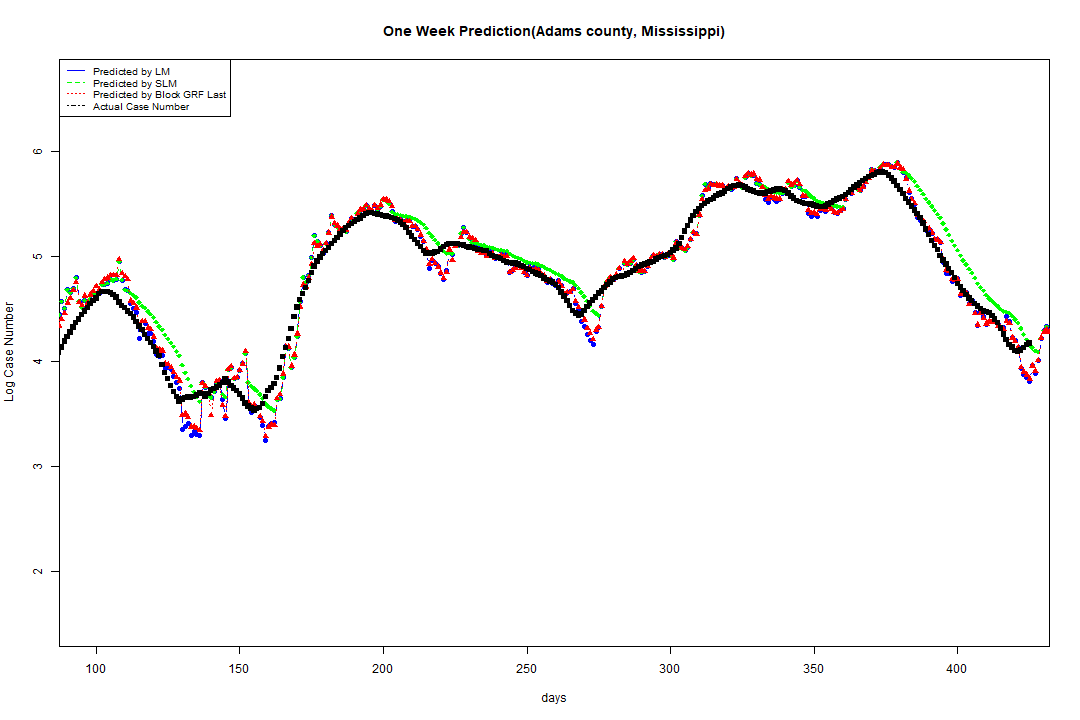 One Week Prediction(Adams county, Mississippi)
Predicted by LM
Predicted by SLM
Predicted by Block GRF Last
Actual Case Number
6
5
4
3
2
Log Case Number
100 150 200 250 300 350 400
days